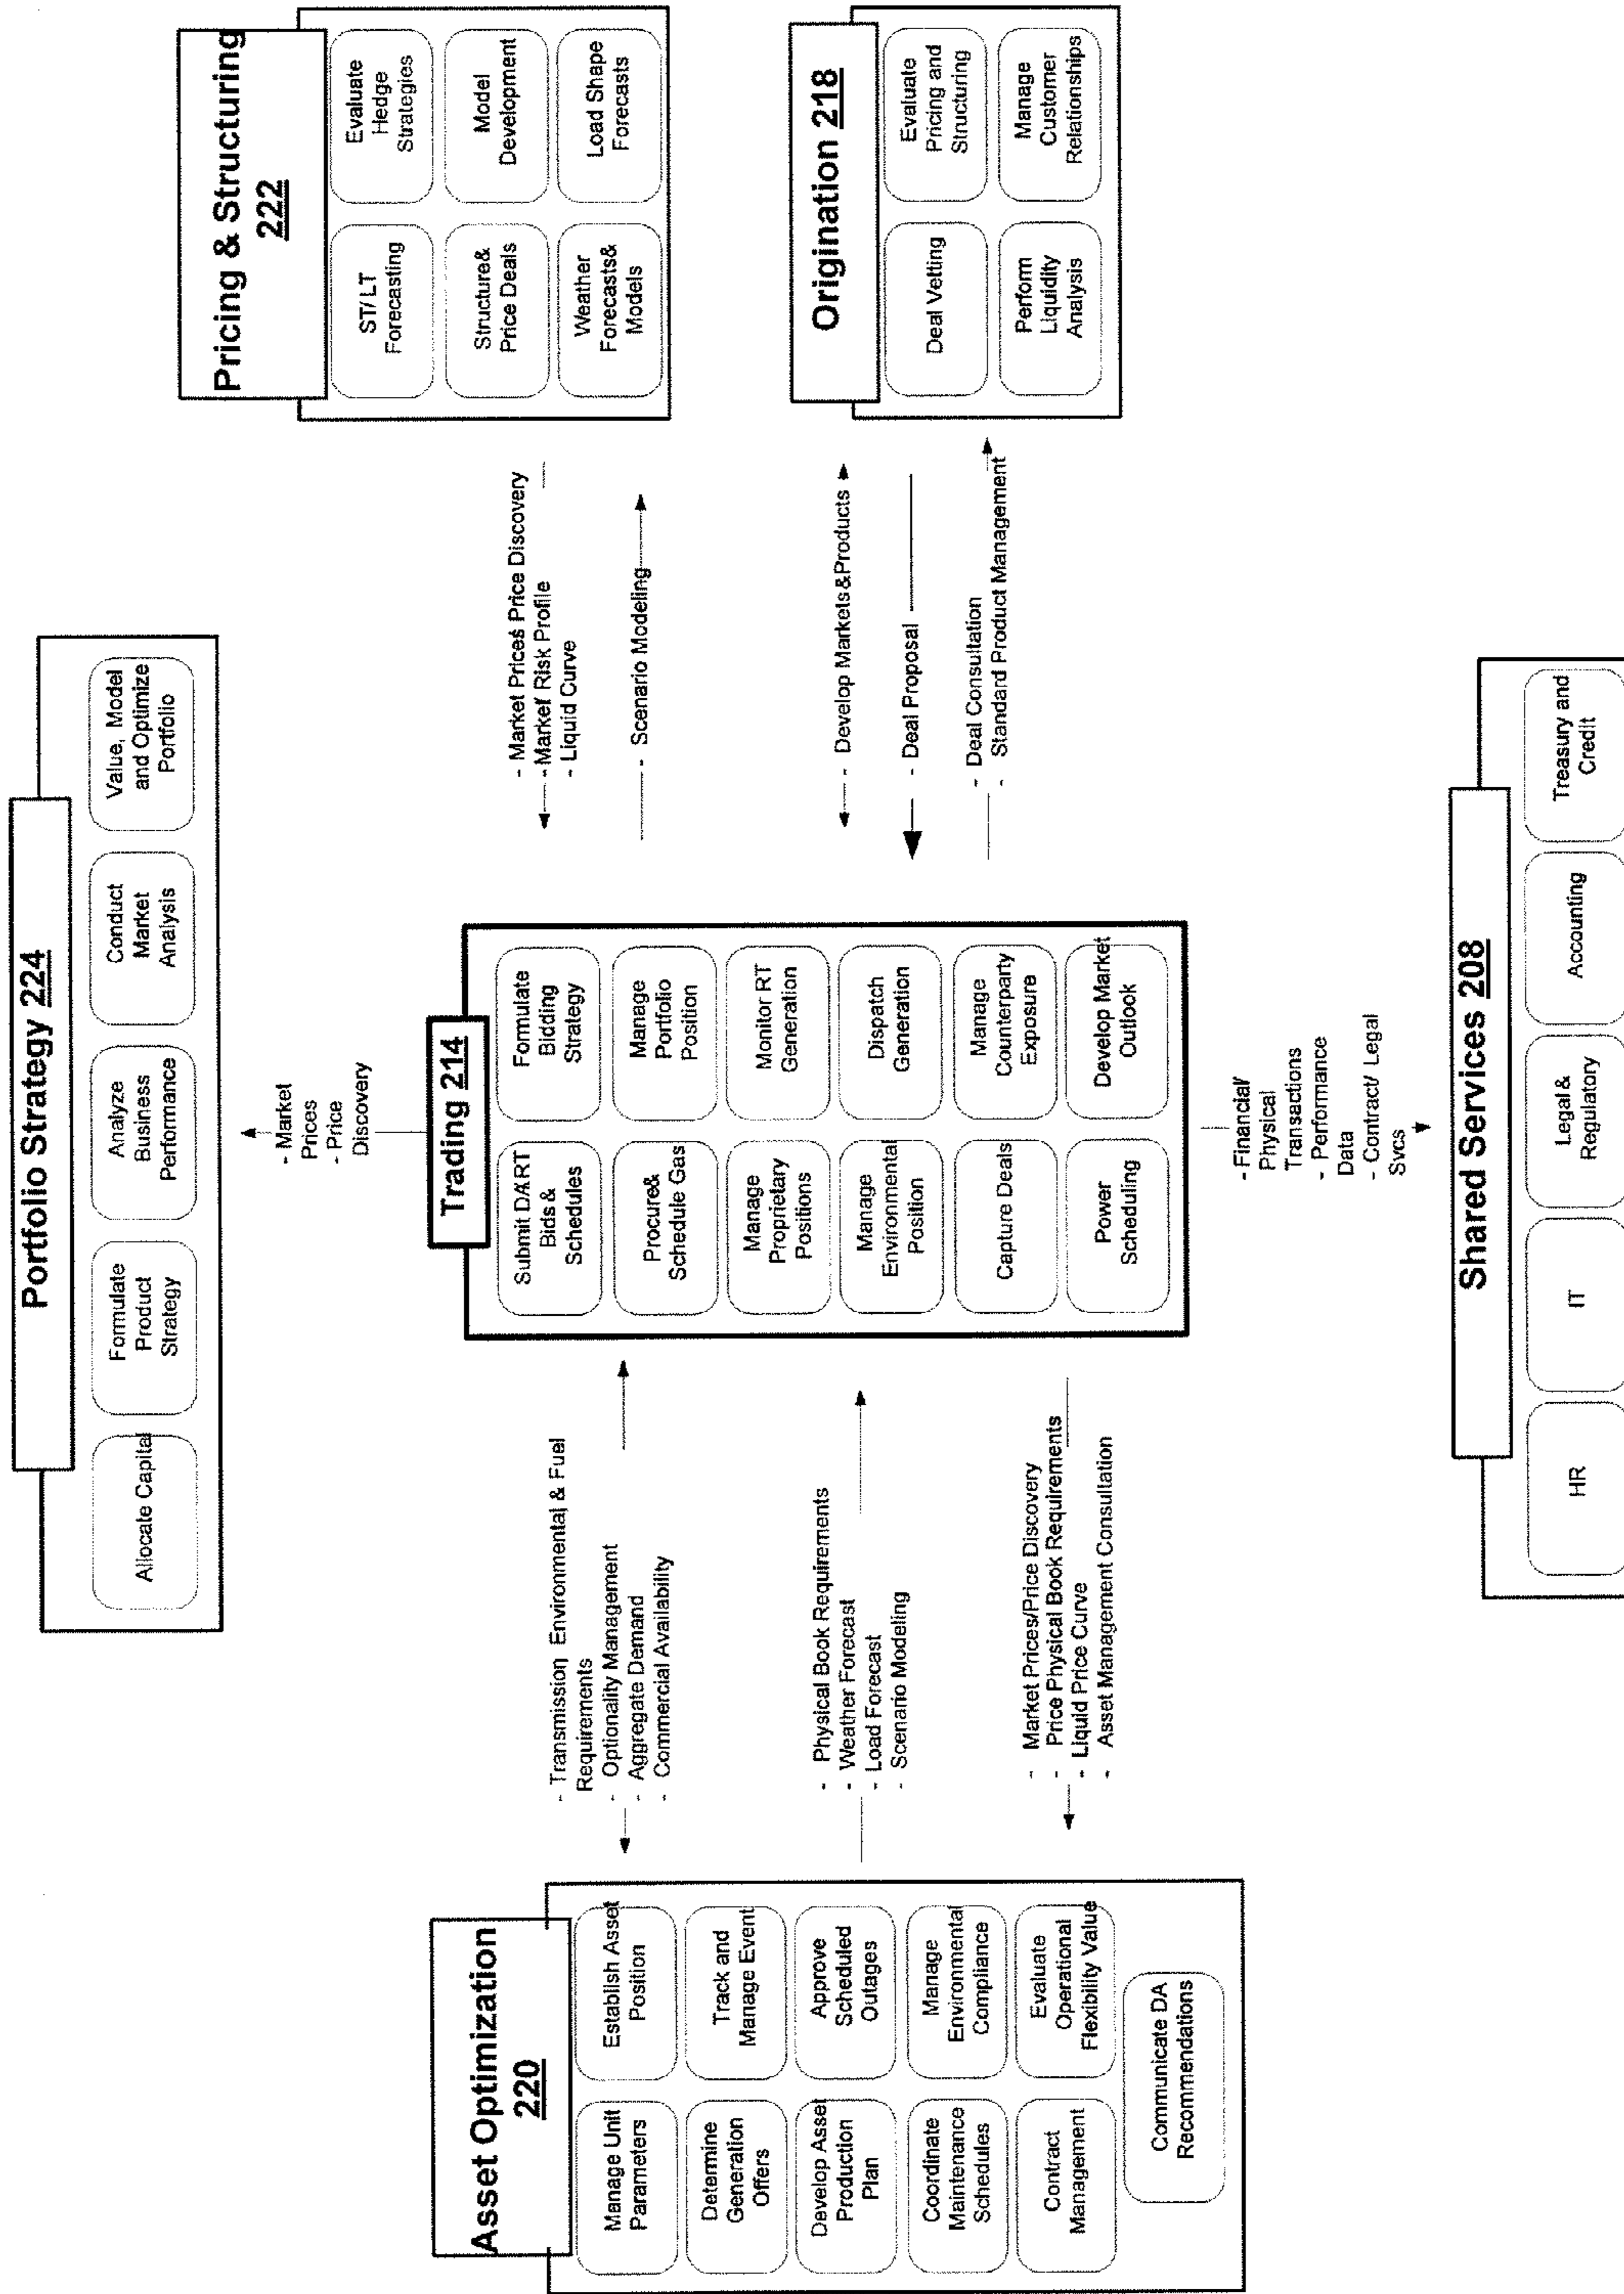 Portfolio Strategy 224
Allocate Capital
Formulate
Product
Strategy
Analyze
Business
Performance
Conduct
Market
Analysis
Value, Model
and Optimize
Portfolio
- Market
Prices
- Price
Discovery
Asset Optimization
220
Manage Unit
Parameters
Establish Asset
Position
Determine
Generation
Offers
Track and
Manage Event
Develop Asset
Production
Plan
Approve
Scheduled
Outages
Coordinate
Maintenance
Schedules
Manage
Environmental
Compliance
Contract
Management
Evaluate
Operational
Flexibility Value
Communicate DA
Recommendations
- Transmission Environmental & Fuel
Requirements
- Optionality Management
- Aggregate Demand
- Commercial Availability
- Physical Book Requirements
- Weather Forecast
- Load Forecast
- Scenario Modeling
- Market Prices/Price Discovery
- Price Physical Book Requirements
- Liquid Price Curve
- Asset Management Consultation
Trading 214
Submit DA/RT
Bids &
Schedules
Formulate
Bidding
Strategy
Procure&
Schedule Gas
Manage
Portfolio
Position
Manage
Proprietary
Positions
Monitor RT
Generation
Manage
Environmental
Position
Dispatch
Generation
Capture Deals
Manage
Counterparty
Exposure
Power
Scheduling
Develop Market
Outlook
- Market Prices Price Discovery
- Market/ Risk Profile
- Liquid Curve
- Scenario Modeling
- Develop Markets&Products
- Deal Proposal
- Deal Consultation
- Standard Product Management
Pricing & Structuring
222
ST/ LT
Forecasting
Evaluate
Hedge
Strategies
Structure&
Price Deals
Model
Development
Weather
Forecasts&
Models
Load Shape
Forecasts
Origination 218
Deal Vetting
Evaluate
Pricing and
Structuring
Perform
Liquidity
Analysis
Manage
Customer
Relationships
- Financial/
Physical
Transactions
- Performance
Data
- Contract/ Legal
Svcs
Shared Services 208
HR
IT
Legal&
Regulatory
Accounting
Treasury and
Credit